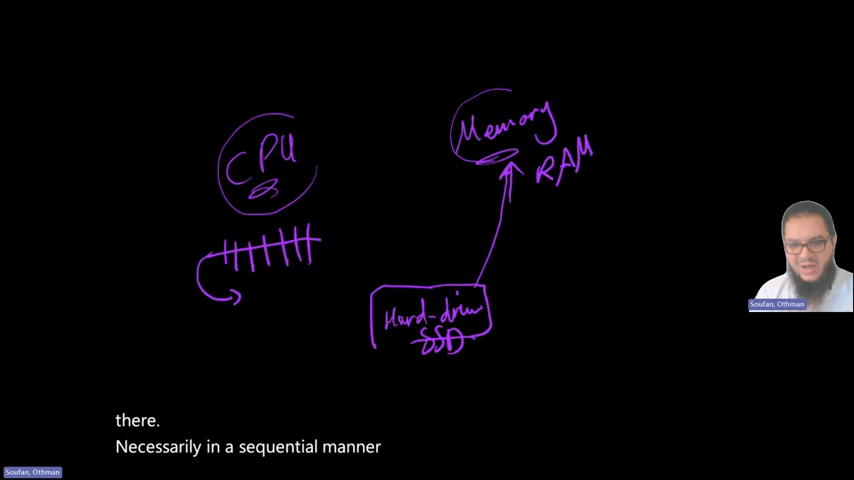 CPU
Memory
RAM
Hard-drive
SSD
Soufan, Othman
there.
Necessarily in a sequential manner
Soufan, Othman